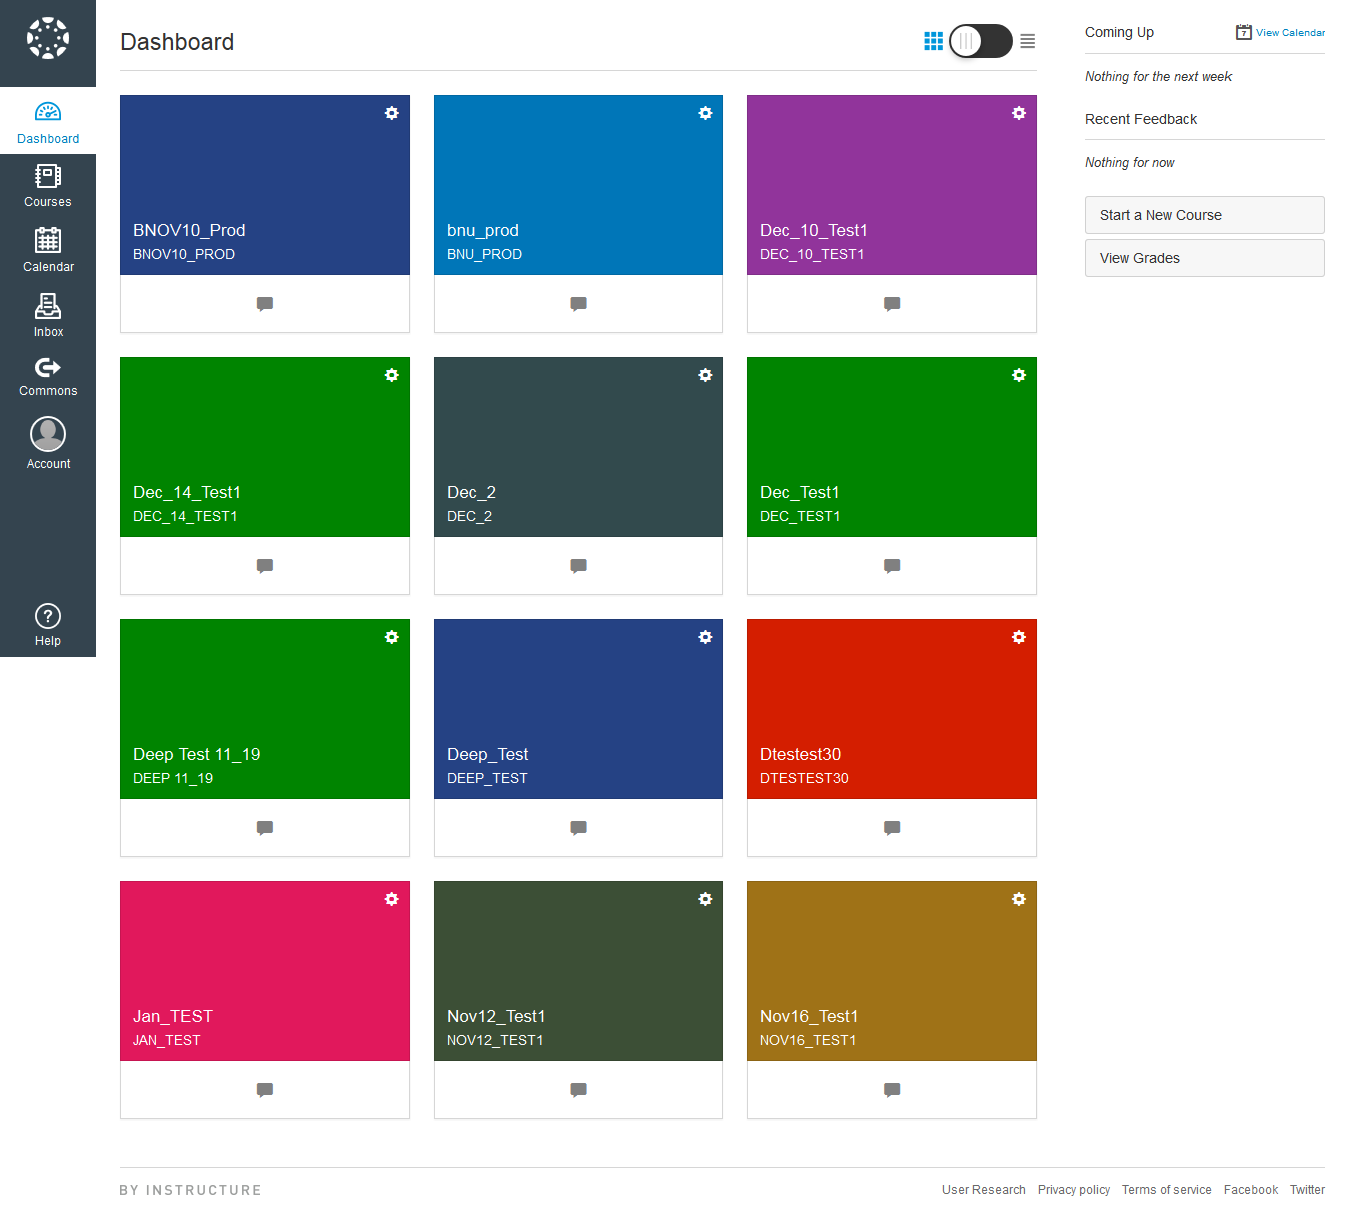 Dashboard
Courses
Calendar
Inbox
Commons
Account
Help
Dashboard
BNOV10_Prod
BNOV10_PROD
bnu_prod
BNU_PROD
Dec_10_Test1
DEC_10_TEST1
Dec_14_Test1
DEC_14_TEST1
Dec_2
DEC_2
Dec_Test1
DEC_TEST1
Deep Test 11_19
DEEP 11_19
Deep_Test
DEEP_TEST
Dtestest30
DTESTEST30
Jan_TEST
JAN_TEST
Nov12_Test1
NOV12_TEST1
Nov16_Test1
NOV16_TEST1
Coming Up
7
View Calendar
Nothing for the next week
Recent Feedback
Nothing for now
Start a New Course
View Grades
BY INSTRUCTURE
User Research Privacy policy Terms of service Facebook Twitter